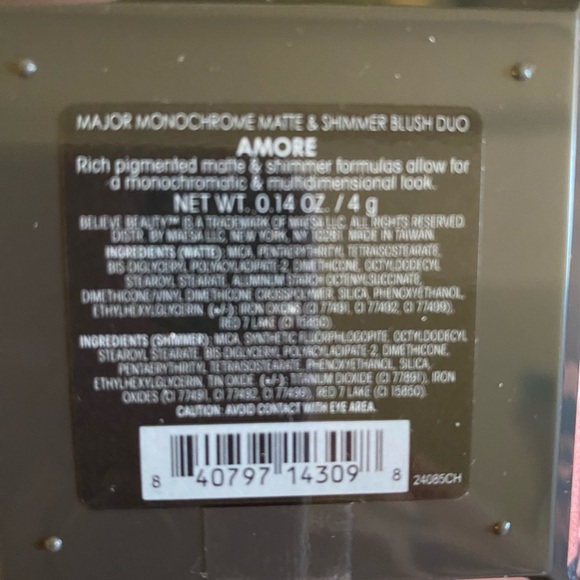 MAJOR MONOCHROME MATTE & SHIMMER BLUSH DUO
AMORE
Rich pigmented matte & shimmer formulas allow for
a monochromatic & multidimensional look.
NET WT. 0.14 OZ. / 4 g
BELIEVE BEAUTY™ IS A TRADEMARK OF MAESA LLC. ALL RIGHTS RESERVED.
DISTR. BY MAESA LLC, NEW YORK, NY 10281. MADE IN TAIWAN.
INGREDIENTS (MATTE): MICA, PENTAERYTHRITYL TETRAISOSTEARATE,
BIS-DIGLYCERYL POLYACYLADIPATE-2, DIMETHICONE, OCTYLDODECYL
STEAROYL STEARATE, ALUMINUM STARCH OCTENYLSUCCINATE,
DIMETHICONE/VINYL DIMETHICONE CROSSPOLYMER, SILICA, PHENOXYETHANOL,
ETHYLHEXYLGLYCERIN, (+/-): IRON OXIDES (CI 77491, CI 77492, CI 77499),
RED 7 LAKE (CI 15850).
INGREDIENTS (SHIMMER): MICA, SYNTHETIC FLUORPHLOGOPITE, OCTYLDODECYL
STEAROYL STEARATE, BIS-DIGLYCERYL POLYACYLADIPATE-2, DIMETHICONE,
PENTAERYTHRITYL TETRAISOSTEARATE, PHENOXYETHANOL, SILICA,
ETHYLHEXYLGLYCERIN, TIN OXIDE (+/-): TITANIUM DIOXIDE (CI 77891), IRON
OXIDES (CI 77491, CI 77492, CI 77499), RED 7 LAKE (CI 15850).
CAUTION: AVOID CONTACT WITH EYE AREA.
8 40797 14309 8
24085CH